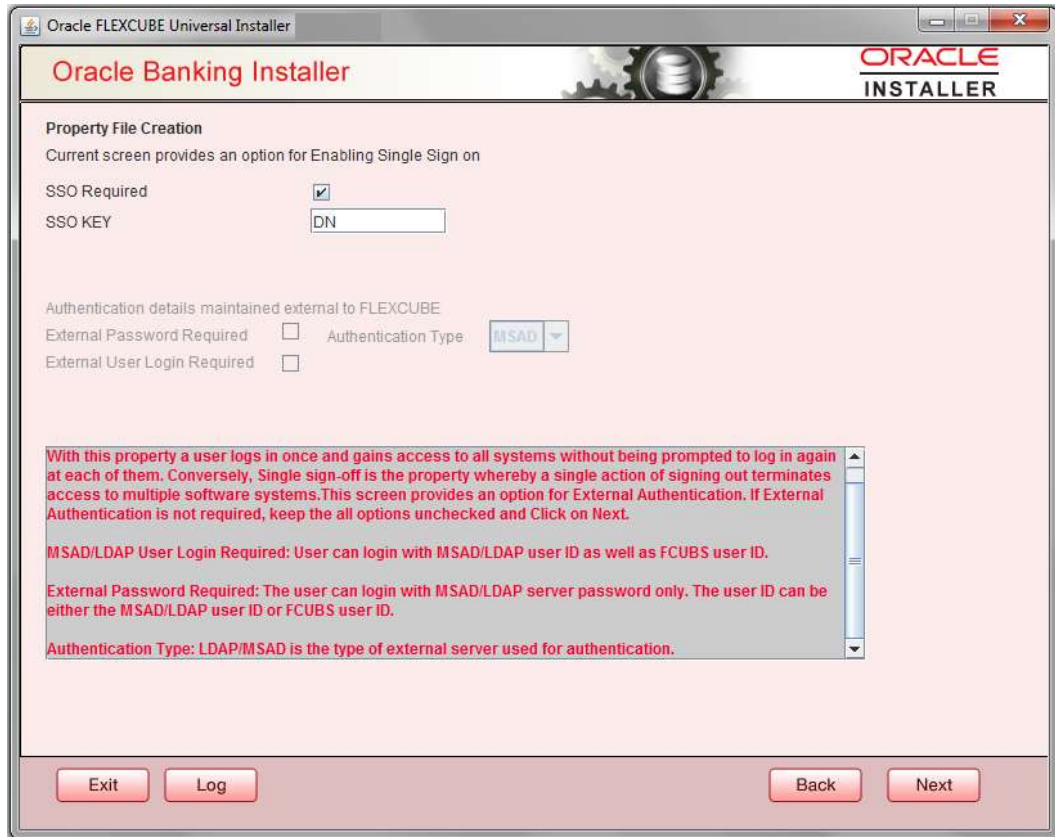 Oracle FLEXCUBE Universal Installer
Oracle Banking Installer
ORACLE
INSTALLER
Property File Creation
Current screen provides an option for Enabling Single Sign on
SSO Required
SSO KEY DN
Authentication details maintained external to FLEXCUBE
External Password Required Authentication Type MSAD
External User Login Required
With this property a user logs in once and gains access to all systems without being prompted to log in again
at each of them. Conversely, Single sign-off is the property whereby a single action of signing out terminates
access to multiple software systems.This screen provides an option for External Authentication. If External
Authentication is not required, keep the all options unchecked and Click on Next.
MSAD/LDAP User Login Required: User can login with MSAD/LDAP user ID as well as FCUBS user ID.
External Password Required: The user can login with MSAD/LDAP server password only. The user ID can be
either the MSAD/LDAP user ID or FCUBS user ID.
Authentication Type: LDAP/MSAD is the type of external server used for authentication.
Exit Log Back Next